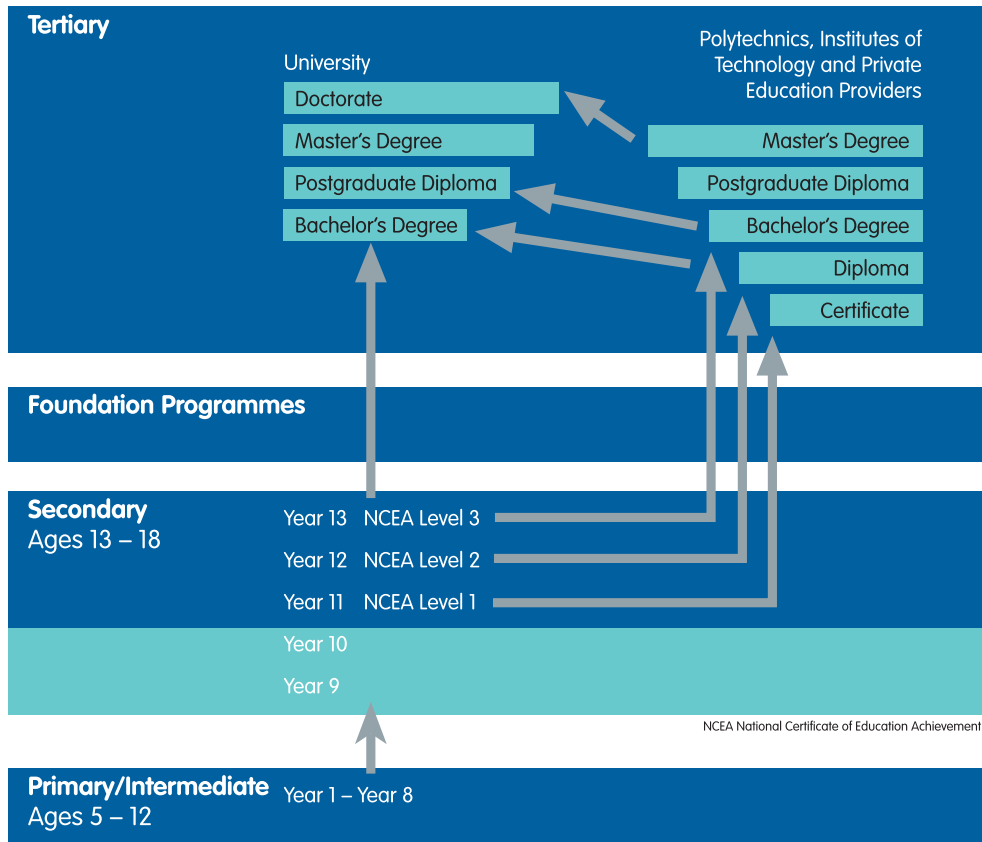 Tertiary
Polytechnics, Institutes of
Technology and Private
Education Providers
University
Doctorate
Master's Degree
Postgraduate Diploma
Bachelor's Degree
Master's Degree
Postgraduate Diploma
Bachelor's Degree
Diploma
Certificate
Foundation Programmes
Secondary
Ages 13 – 18
Year 13 NCEA Level 3
Year 12 NCEA Level 2
Year 11 NCEA Level 1
Year 10
Year 9
NCEA National Certificate of Education Achievement
Primary/Intermediate
Ages 5 – 12
Year 1 – Year 8